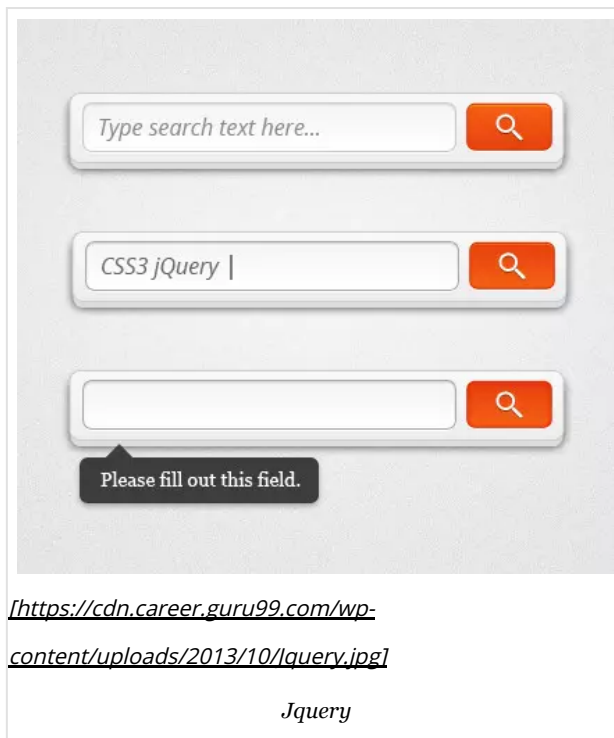 Type search text here...
CSS3 jQuery |
Please fill out this field.
[https://cdn.career.guru99.com/wp-
content/uploads/2013/10/Jquery.jpg]
Jquery